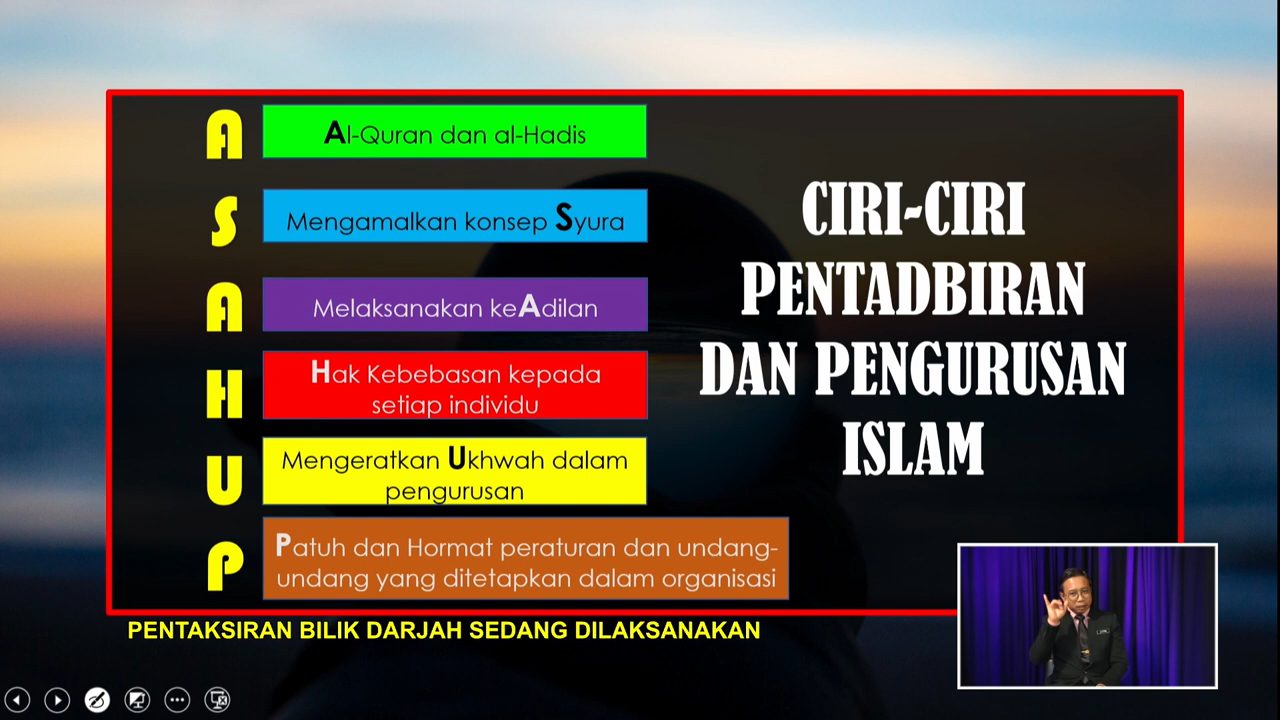 A
Al-Quran dan al-Hadis
S
Mengamalkan konsep Syura
A
Melaksanakan keAdilan
H
Hak Kebebasan kepada
setiap individu
U
Mengeratkan Ukhwah dalam
pengurusan
P
Patuh dan Hormat peraturan dan undang-
undang yang ditetapkan dalam organisasi
CIRI-CIRI
PENTADBIRAN
DAN PENGURUSAN
ISLAM
PENTAKSIRAN BILIK DARJAH SEDANG DILAKSANAKAN